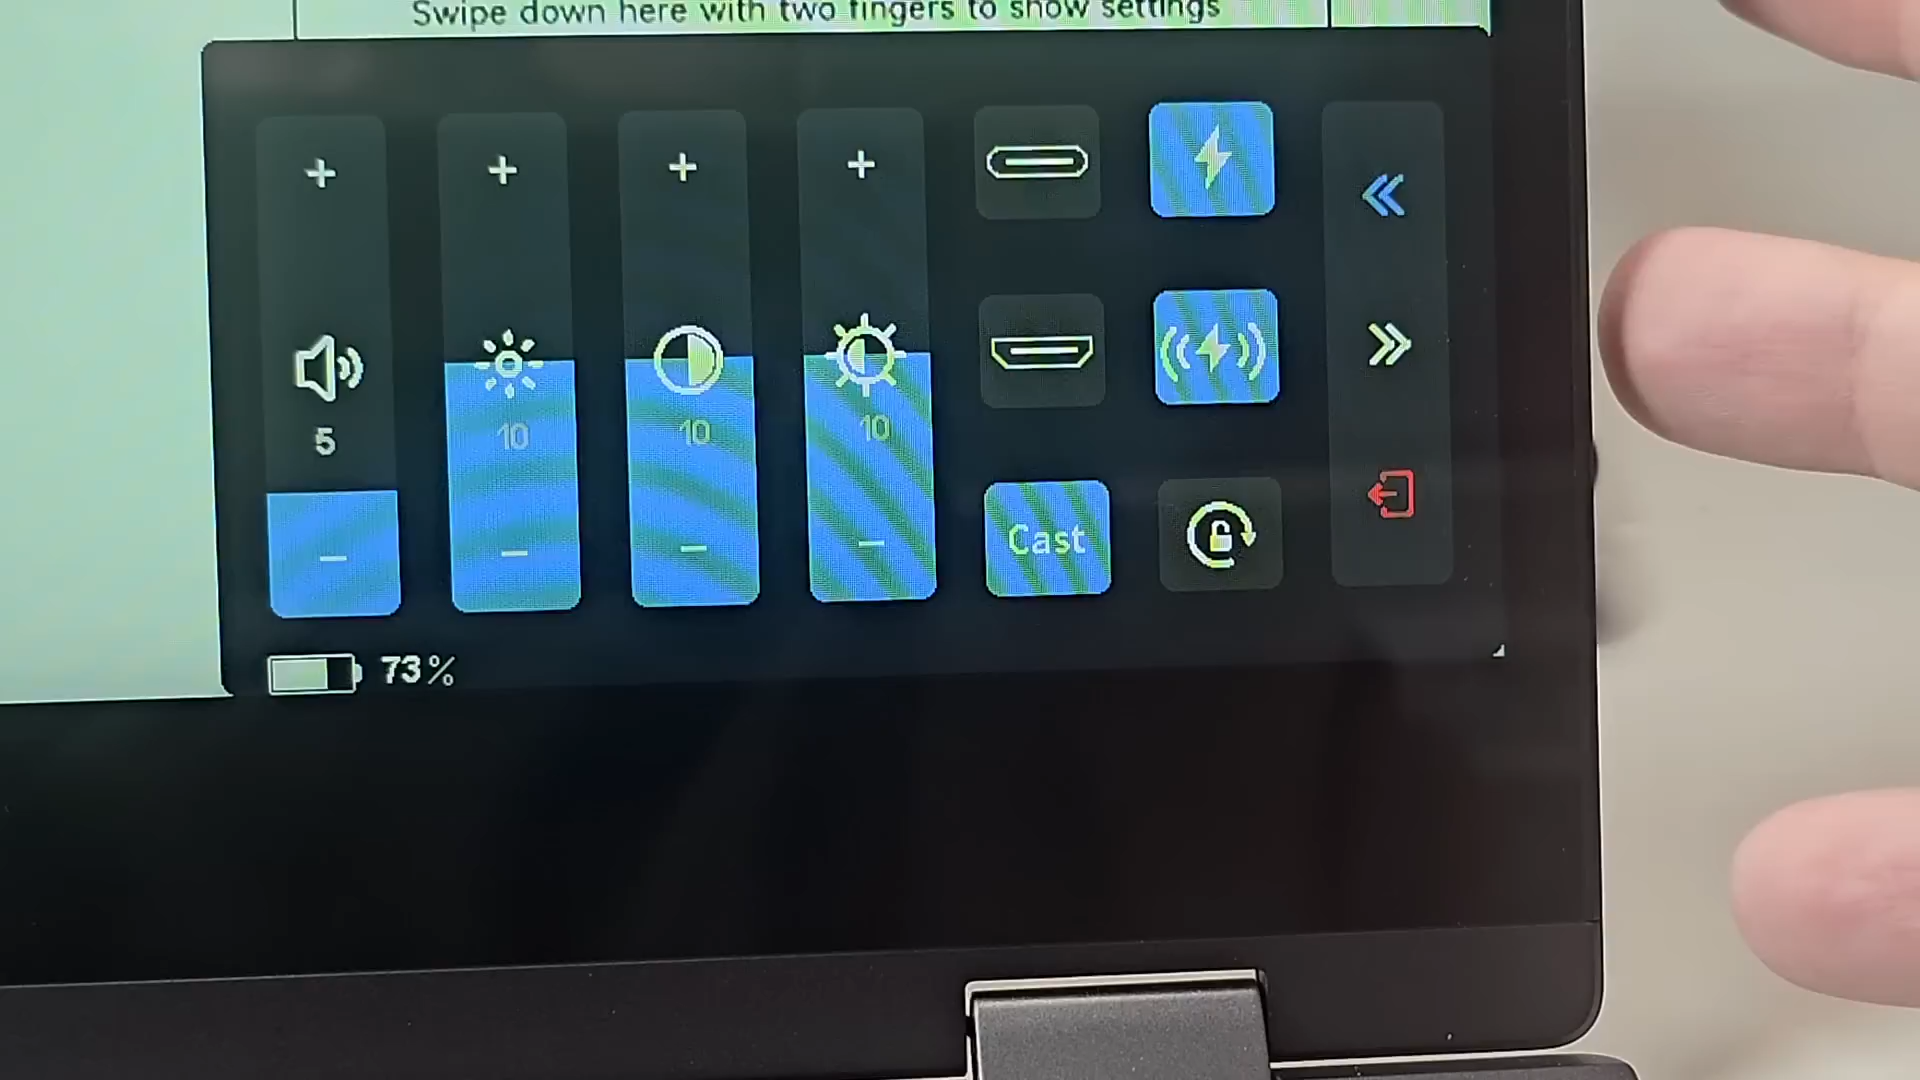 Swipe down here with two fingers to show settings
+ + + +
5 10 10 10
− − − −
Cast
73%